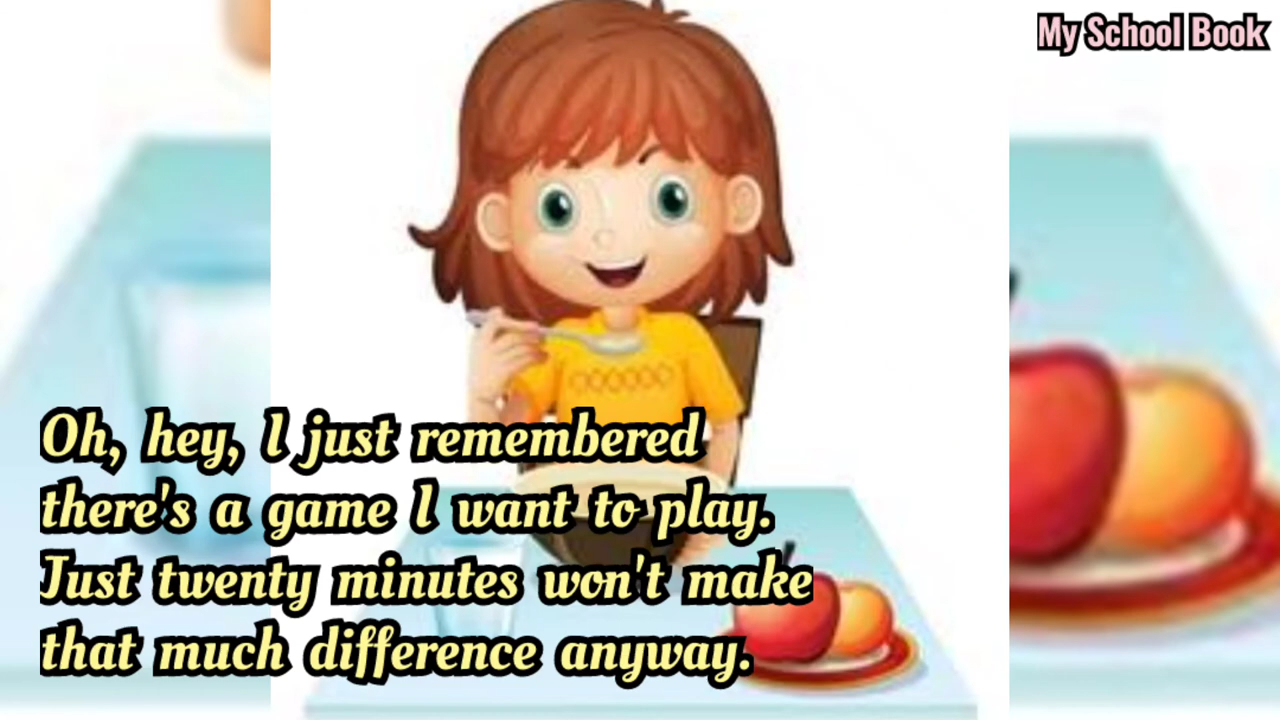 My School Book
Oh, hey, I just remembered
there's a game I want to play.
Just twenty minutes won't make
that much difference anyway.